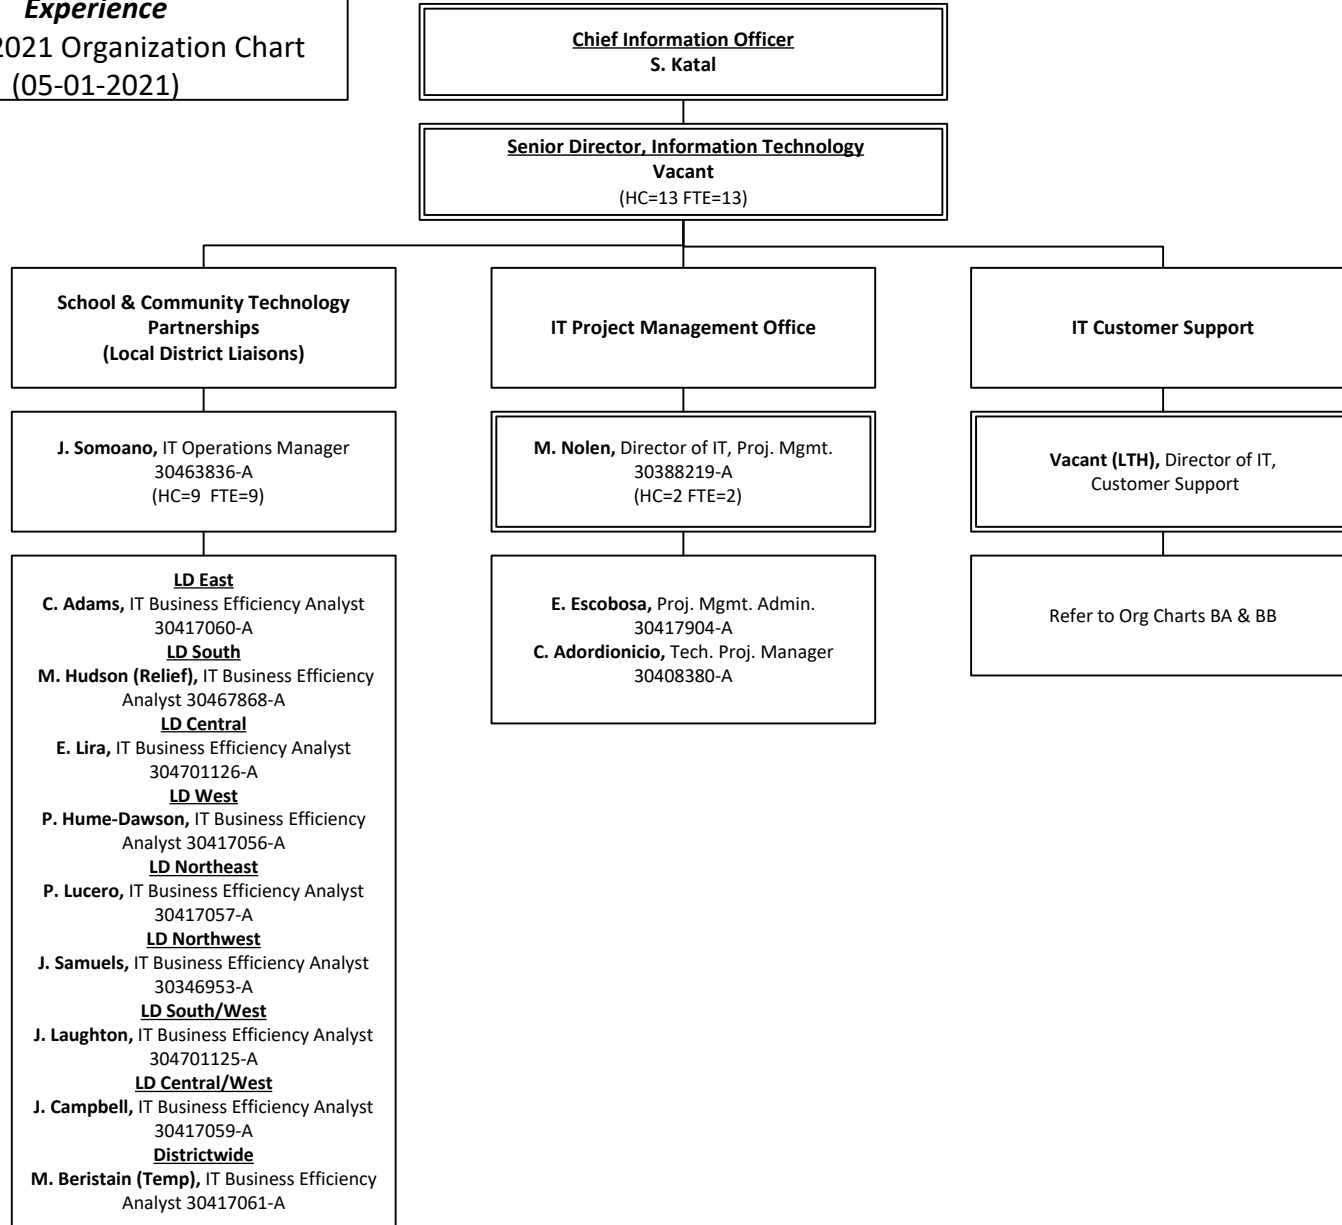 Experience
2021 Organization Chart
(05-01-2021)
Chief Information Officer
S. Katal
Senior Director, Information Technology
Vacant
(HC=13 FTE=13)
School & Community Technology
Partnerships
(Local District Liaisons)
J. Somoano, IT Operations Manager
30463836-A
(HC=9  FTE=9)
LD East
C. Adams, IT Business Efficiency Analyst
30417060-A
LD South
M. Hudson (Relief), IT Business Efficiency
Analyst 30467868-A
LD Central
E. Lira, IT Business Efficiency Analyst
304701126-A
LD West
P. Hume-Dawson, IT Business Efficiency
Analyst 30417056-A
LD Northeast
P. Lucero, IT Business Efficiency Analyst
30417057-A
LD Northwest
J. Samuels, IT Business Efficiency Analyst
30346953-A
LD South/West
J. Laughton, IT Business Efficiency Analyst
304701125-A
LD Central/West
J. Campbell, IT Business Efficiency Analyst
30417059-A
Districtwide
M. Beristain (Temp), IT Business Efficiency
Analyst 30417061-A
IT Project Management Office
M. Nolen, Director of IT, Proj. Mgmt.
30388219-A
(HC=2 FTE=2)
E. Escobosa, Proj. Mgmt. Admin.
30417904-A
C. Adordionicio, Tech. Proj. Manager
30408380-A
IT Customer Support
Vacant (LTH), Director of IT,
Customer Support
Refer to Org Charts BA & BB